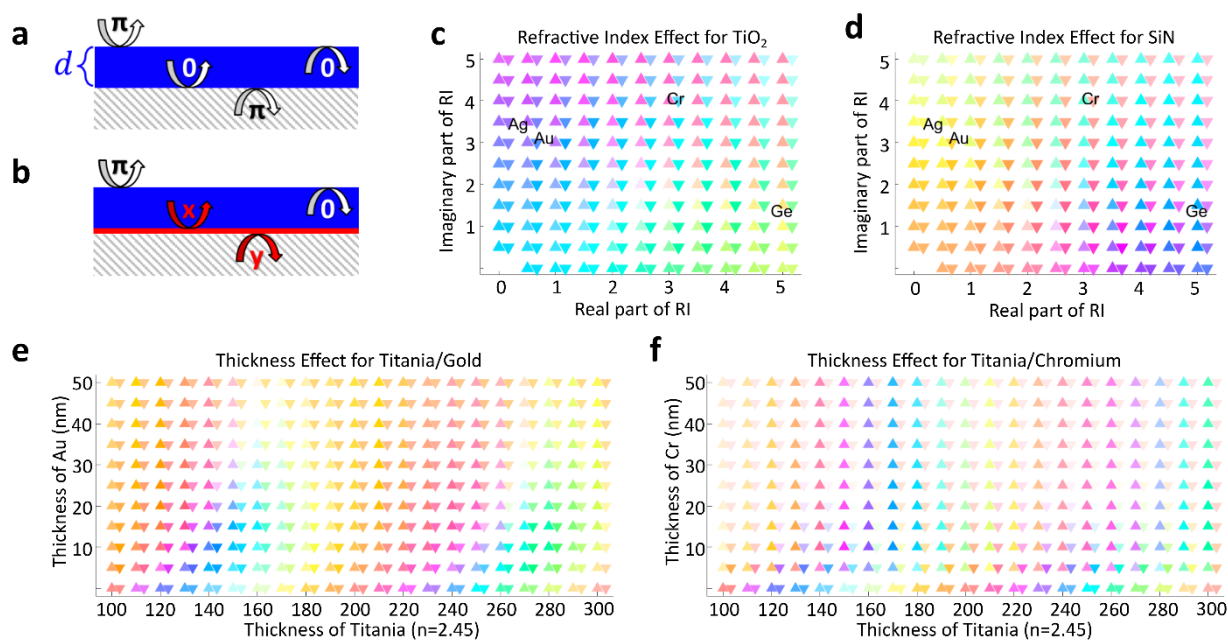 a
π
d
0
0
π
b
π
x
0
y
c
Refractive Index Effect for TiO₂
Imaginary part of RI
5
4
3
2
1
Ag
Au
Cr
Ge
0 1 2 3 4 5
Real part of RI
d
Refractive Index Effect for SiN
Imaginary part of RI
5
4
3
2
1
Ag
Au
Cr
Ge
0 1 2 3 4 5
Real part of RI
e
Thickness Effect for Titania/Gold
Thickness of Au (nm)
50
40
30
20
10
100 120 140 160 180 200 220 240 260 280 300
Thickness of Titania (n=2.45)
f
Thickness Effect for Titania/Chromium
Thickness of Cr (nm)
50
40
30
20
10
100 120 140 160 180 200 220 240 260 280 300
Thickness of Titania (n=2.45)